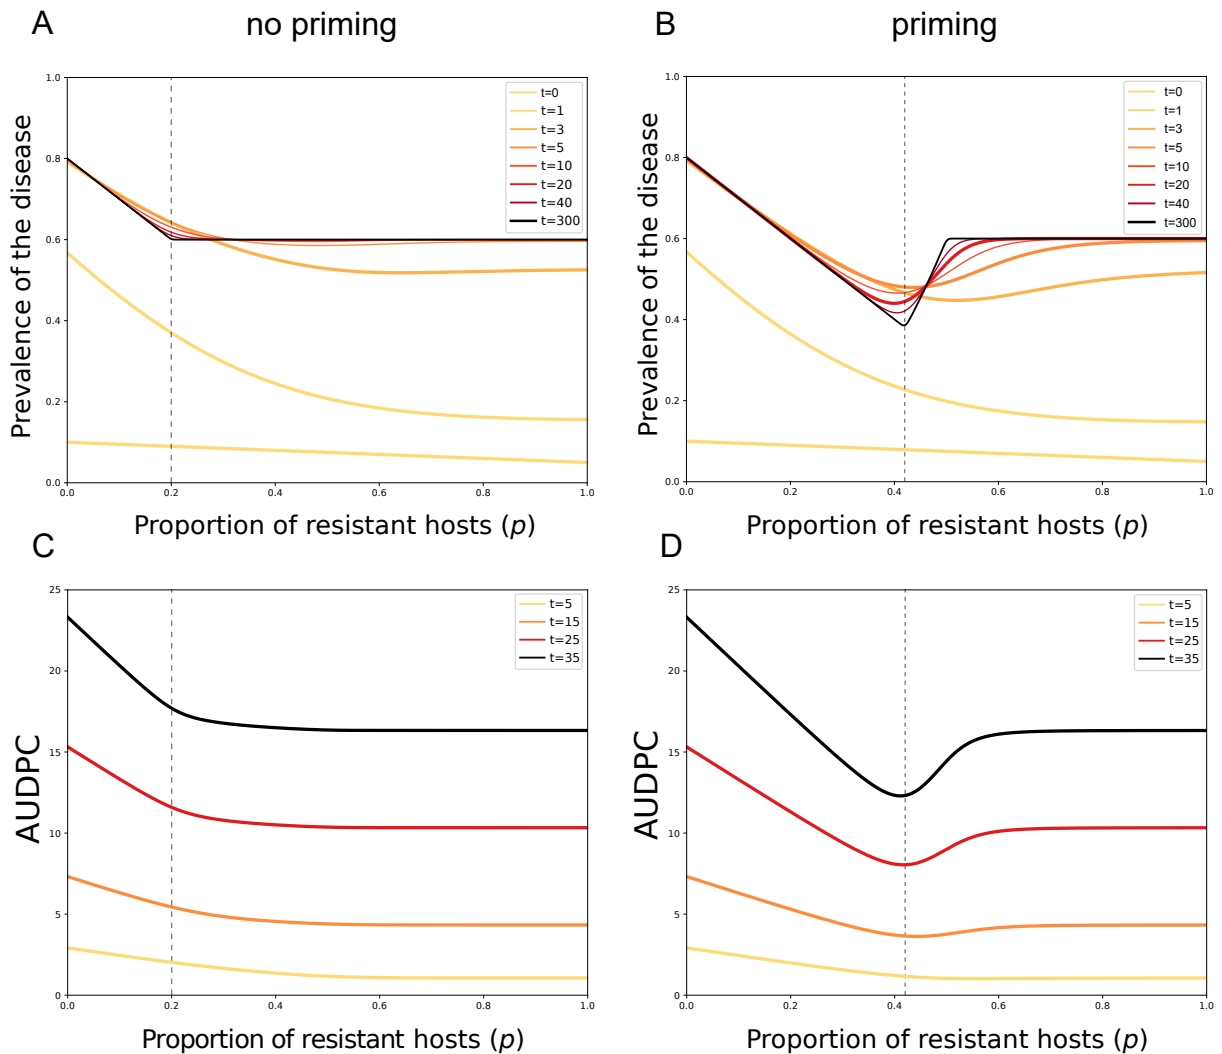 A
no priming
B
priming
Prevalence of the disease
1.0
0.8
0.6
0.4
0.2
0.0
t=0
t=1
t=3
t=5
t=10
t=20
t=40
t=300
0.0 0.2 0.4 0.6 0.8 1.0
Proportion of resistant hosts (p)
Prevalence of the disease
1.0
0.8
0.6
0.4
0.2
0.0
t=0
t=1
t=3
t=5
t=10
t=20
t=40
t=300
0.0 0.2 0.4 0.6 0.8 1.0
Proportion of resistant hosts (p)
C
AUDPC
25
20
15
10
5
0
t=5
t=15
t=25
t=35
0.0 0.2 0.4 0.6 0.8 1.0
Proportion of resistant hosts (p)
D
AUDPC
25
20
15
10
5
0
t=5
t=15
t=25
t=35
0.0 0.2 0.4 0.6 0.8 1.0
Proportion of resistant hosts (p)